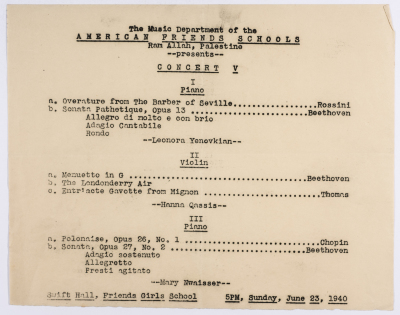 The Music Department of the
AMERICAN FRIENDS SCHOOLS
Ram Allah, Palestine
--presents--
CONCERT V
I
Piano
a. Overature from The Barber of Seville....................Rossini
b. Sonata Pathetique, Opus 13 ..........................Beethoven
Allegro di molto e con brio
Adagio Cantabile
Rondo
--Leonora Yenovkian--
II
Violin
a. Menuetto in G ........................................Beethoven
b. The Londonderry Air
c. Entr'acte Gavotte from Mignon ..........................Thomas
--Hanna Qassis--
III
Piano
a. Polonaise, Opus 26, No. 1 ..............................Chopin
b. Sonata, Opus 27, No. 2 ..............................Beethoven
Adagio sostenuto
Allegretto
Presti agitato
--Mary Nwaisser--
Swift Hall, Friends Girls School 5PM, Sunday, June 23, 1940